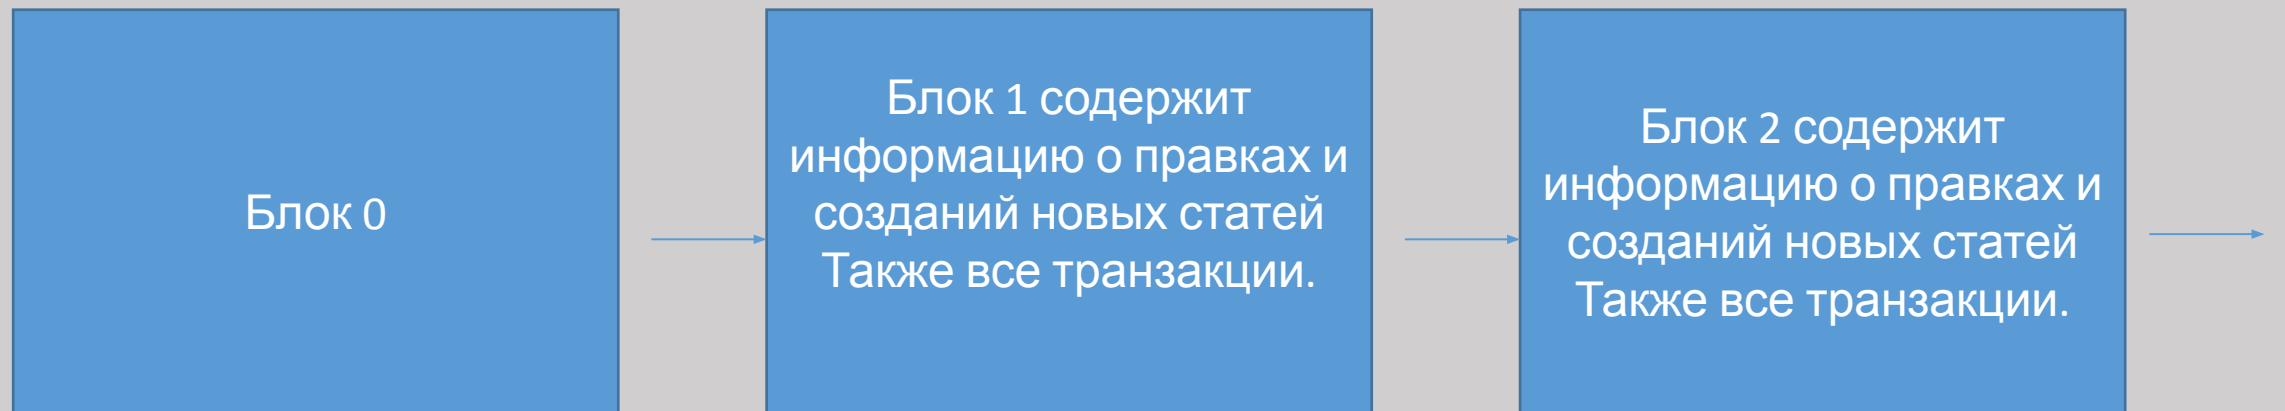 Блок 0
Блок 1 содержит
информацию о правках и
созданий новых статей
Также все транзакции.
Блок 2 содержит
информацию о правках и
созданий новых статей
Также все транзакции.